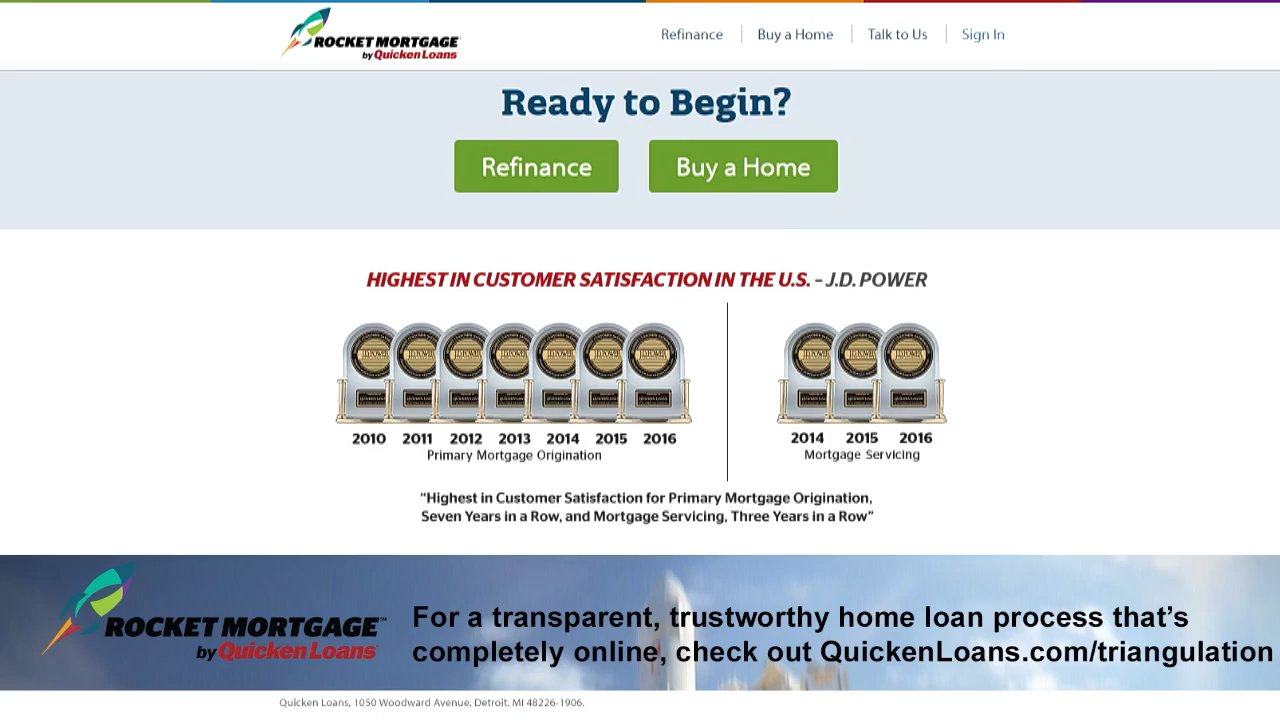 ROCKET MORTGAGE
by Quicken Loans
Refinance
Buy a Home
Talk to Us
Sign In
Ready to Begin?
Refinance
Buy a Home
HIGHEST IN CUSTOMER SATISFACTION IN THE U.S. – J.D. POWER
2010 2011 2012 2013 2014 2015 2016
Primary Mortgage Origination
2014 2015 2016
Mortgage Servicing
"Highest in Customer Satisfaction for Primary Mortgage Origination,
Seven Years in a Row, and Mortgage Servicing, Three Years in a Row"
ROCKET MORTGAGE™
by Quicken Loans
For a transparent, trustworthy home loan process that's
completely online, check out QuickenLoans.com/triangulation
Quicken Loans, 1050 Woodward Avenue, Detroit, MI 48226-1906.